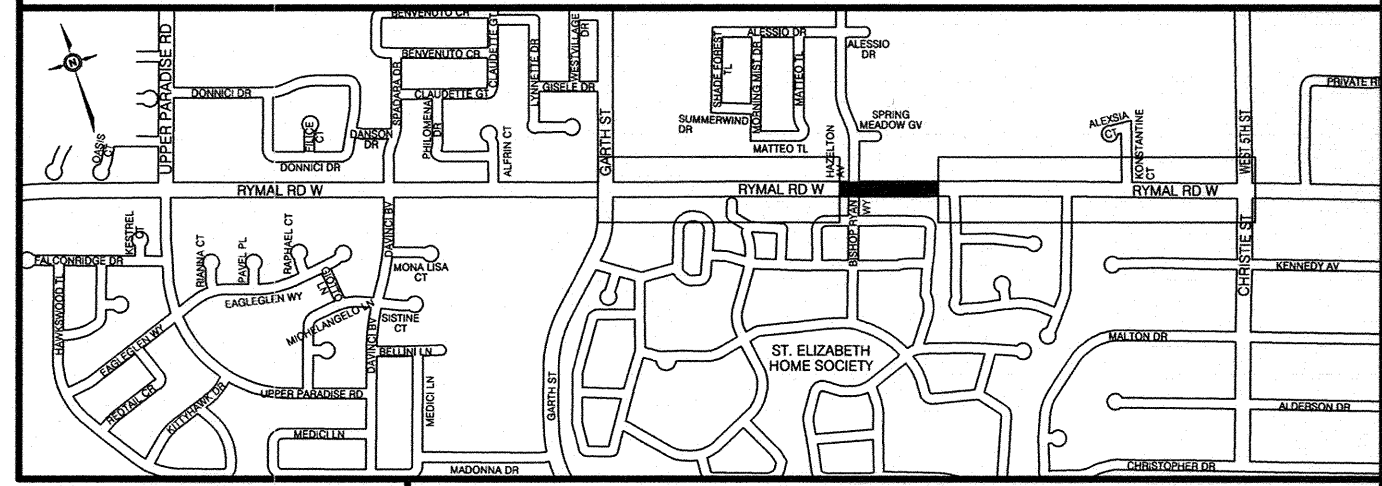 BENVENUTO CR
BENVENUTO CR
CLAUDETTE GT
CLAUDETTE GT
LYNNETTE DR
WESTVILLAGE
DR
GISELE DR
UPPER PARADISE RD
N
DONNICI DR
FILICE
CT
DANSON
DR
DONNICI DR
SPADARA DR
PHILOMENA
DR
ALFRIN CT
OASIS
CT
GARTH ST
SHADE FOREST
TL
ALESSIO DR
ALESSIO
DR
MORNING MIST DR
MATTEO TL
SUMMERWIND
DR
MATTEO TL
SPRING
MEADOW GV
HAZELTON
AV
ALEXSIA
CT
KONSTANTINE
CT
WEST 5TH ST
RYMAL RD W
RYMAL RD W
RYMAL RD W
KESTREL
CT
FALCONRIDGE DR
HAWKSWOOD TL
RIANNA CT
PAVEL PL
RAPHAEL CT
GIOTTO
LN
EAGLEGLEN WY
EAGLEGLEN WY
MICHELANGELO LN
DAVINCI BV
MONA LISA
CT
SISTINE
CT
DAVINCI BV
BELLINI LN
REDTAIL CR
KITTYHAWK DR
UPPER PARADISE RD
MEDICI LN
MEDICI LN
MADONNA DR
GARTH ST
BISHOP RYAN
WY
ST. ELIZABETH
HOME SOCIETY
CHRISTIE ST
KENNEDY AV
MALTON DR
ALDERSON DR
CHRISTOPHER DR